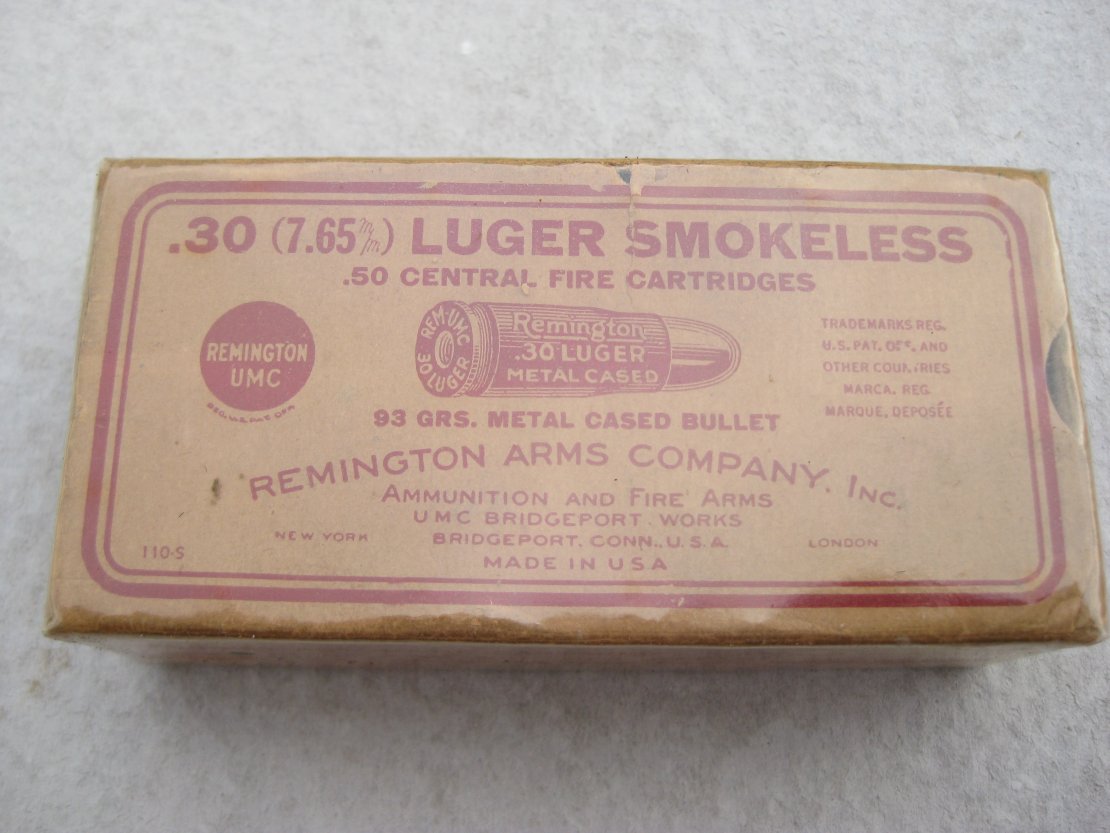 .30 (7.65 m/m) LUGER SMOKELESS
.50 CENTRAL FIRE CARTRIDGES
REMINGTON
UMC
REM-UMC
30 LUGER
Remington
.30 LUGER
METAL CASED
TRADEMARKS REG.
U.S. PAT. OFF. AND
OTHER COUNTRIES
MARCA. REG
MARQUE, DEPOSÉE
93 GRS. METAL CASED BULLET
REMINGTON ARMS COMPANY, INC.
AMMUNITION AND FIRE ARMS
UMC BRIDGEPORT WORKS
NEW YORK BRIDGEPORT, CONN., U.S.A. LONDON
110-S
MADE IN USA